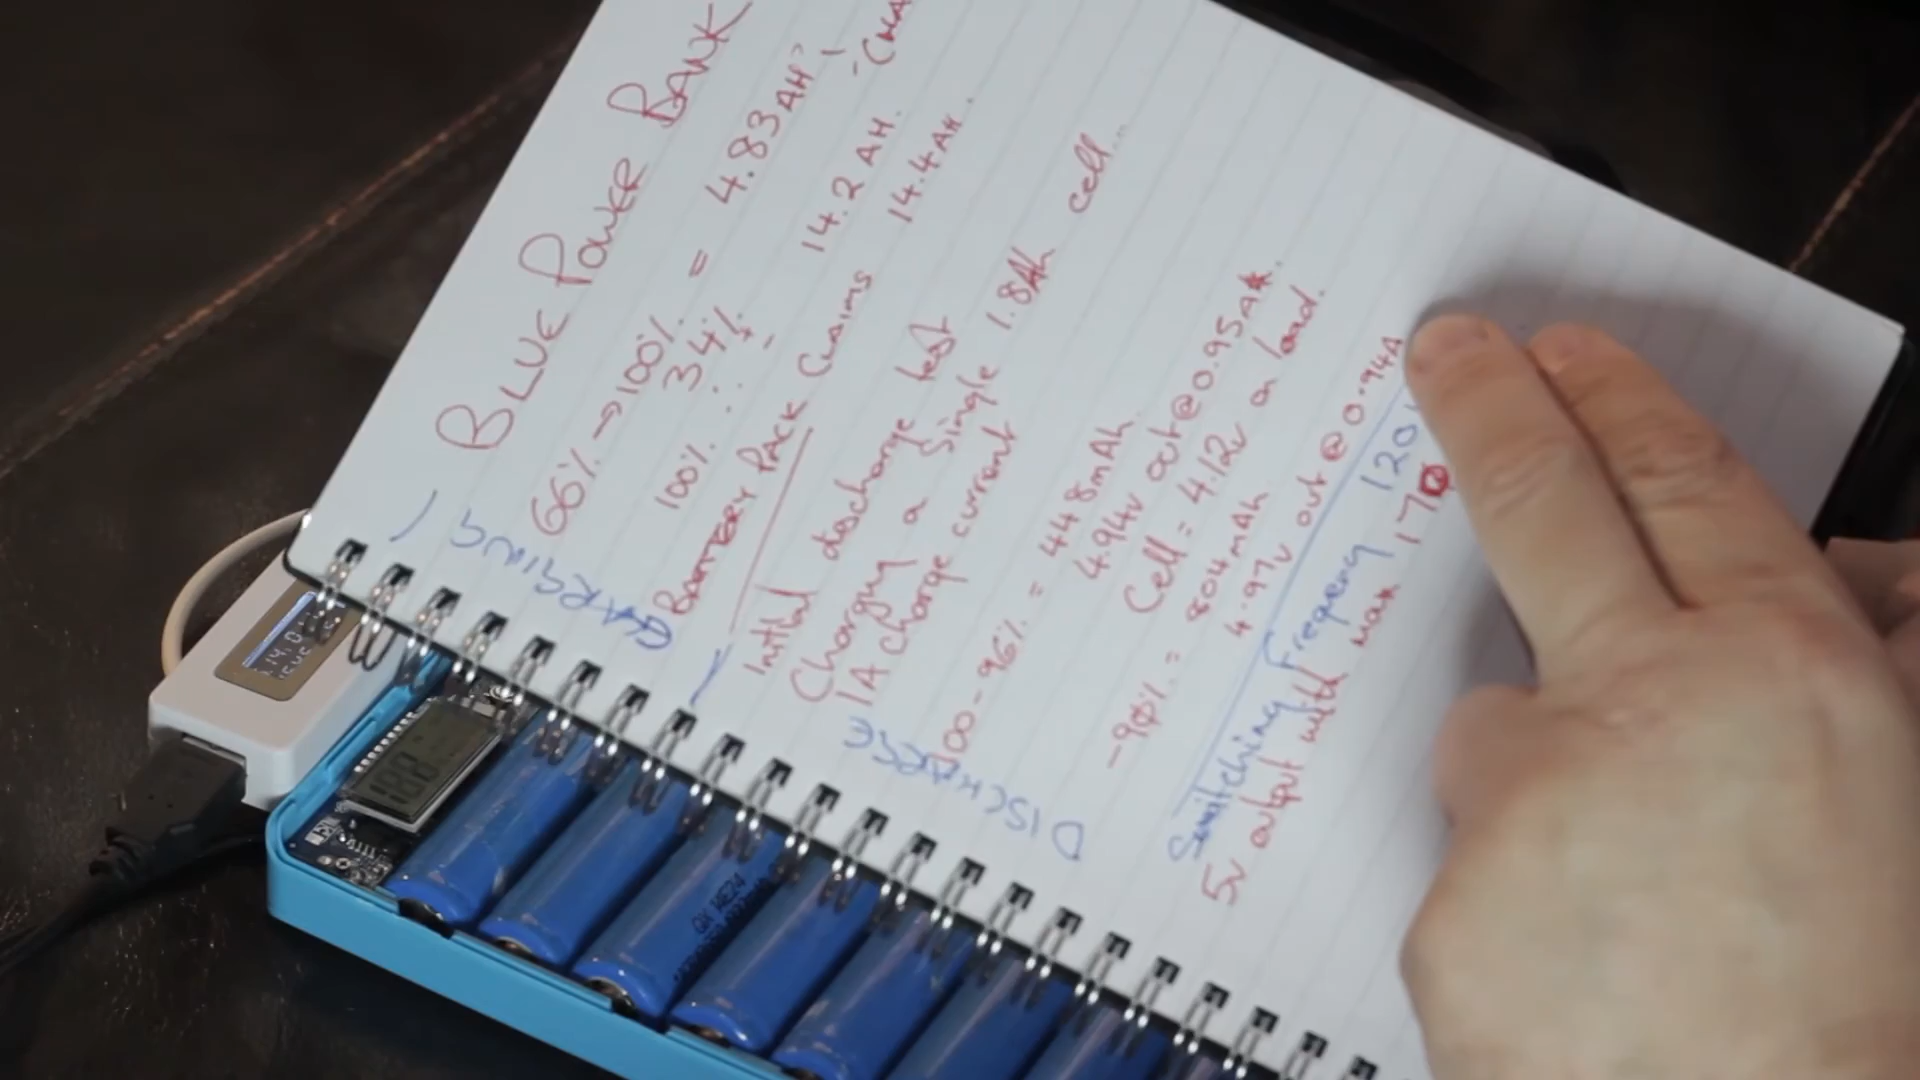 BLUE POWER BANK
CHARGING
66% → 100% = 4.83AH
34%
100% 14.2 AH.
BATTERY PACK CLAIMS 14.4AH.
DISCHARGE
Initial discharge test
Charging a single 1.8Ah cell...
1A charge current
100-96% = 448mAh.
4.94v out @ 0.95A
Cell = 4.12v on load.
-90% = 804mAh.
4.97v out @ 0.94A
Switching frequency 120
5v output with max 170